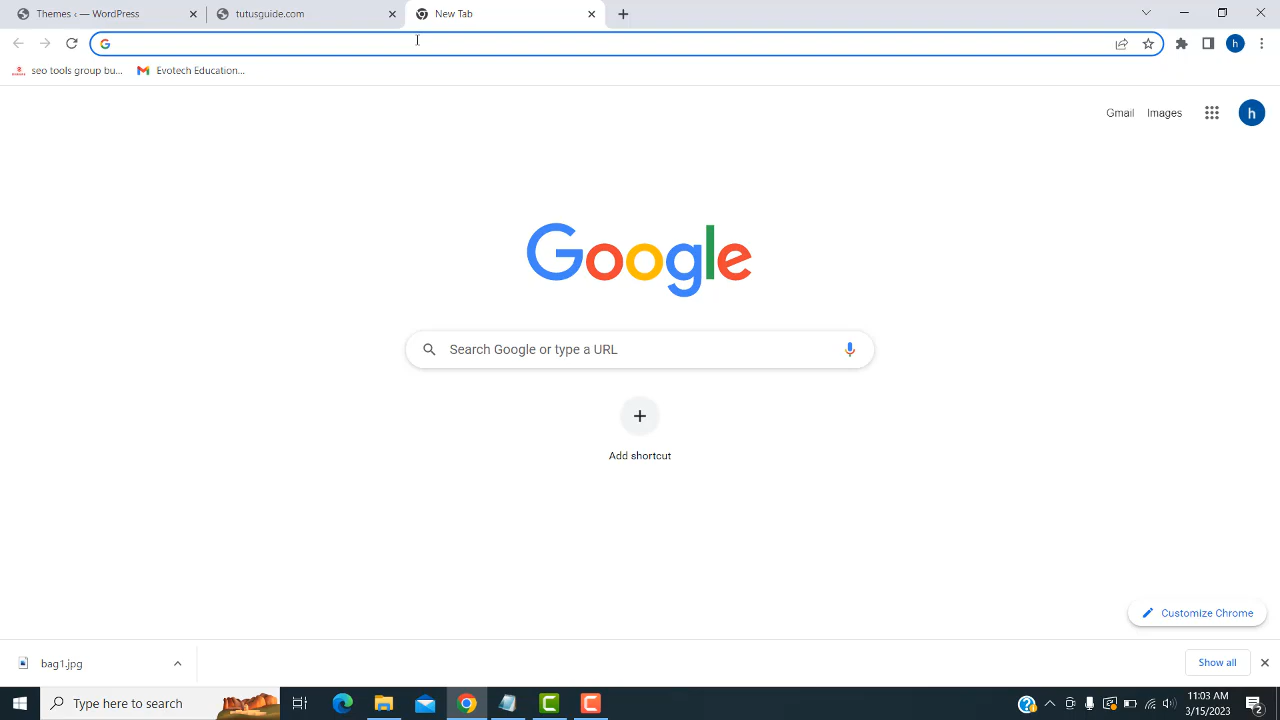 Themes ‹ — WordPress
tutusguide.com
New Tab
seo tools group bu...
Evotech Education...
h
Gmail
Images
h
Google
Search Google or type a URL
Add shortcut
Customize Chrome
bag1.jpg
Show all
Type here to search
11:03 AM
3/15/2023
2